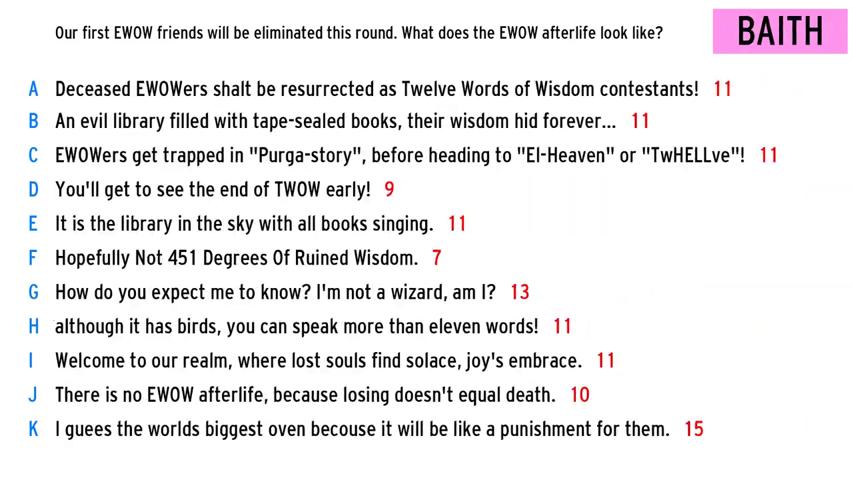 Our first EWOW friends will be eliminated this round. What does the EWOW afterlife look like?
BAITH
A Deceased EWOWers shalt be resurrected as Twelve Words of Wisdom contestants! 11
B An evil library filled with tape-sealed books, their wisdom hid forever... 11
C EWOWers get trapped in "Purga-story", before heading to "El-Heaven" or "TwHELLve"! 11
D You'll get to see the end of TWOW early! 9
E It is the library in the sky with all books singing. 11
F Hopefully Not 451 Degrees Of Ruined Wisdom. 7
G How do you expect me to know? I'm not a wizard, am I? 13
H although it has birds, you can speak more than eleven words! 11
I Welcome to our realm, where lost souls find solace, joy's embrace. 11
J There is no EWOW afterlife, because losing doesn't equal death. 10
K I guees the worlds biggest oven becouse it will be like a punishment for them. 15